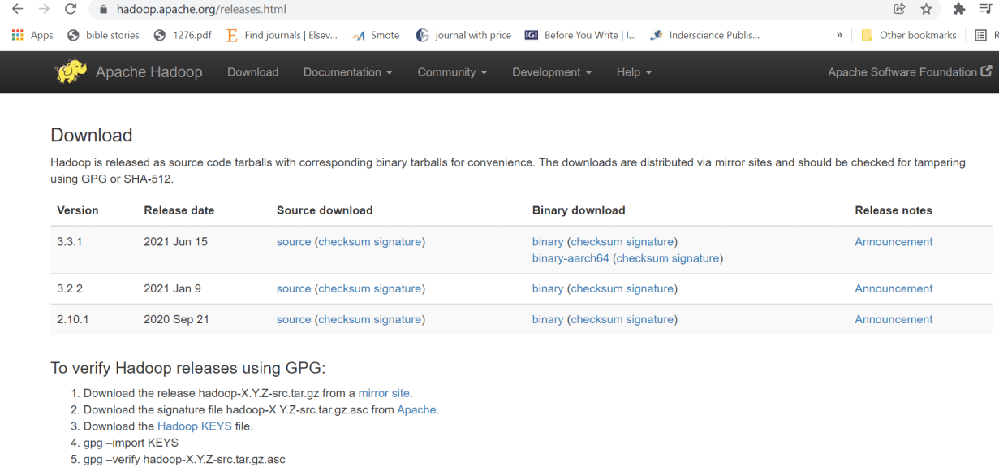 hadoop.apache.org/releases.html
Apps bible stories 1276.pdf Find journals | Elsev... Smote journal with price IGI Before You Write | I... Inderscience Publis... » Other bookmarks R
Apache Hadoop Download Documentation Community Development Help Apache Software Foundation
Download
Hadoop is released as source code tarballs with corresponding binary tarballs for convenience. The downloads are distributed via mirror sites and should be checked for tampering
using GPG or SHA-512.
Version Release date Source download Binary download Release notes
3.3.1 2021 Jun 15 source (checksum signature) binary (checksum signature) Announcement
binary-aarch64 (checksum signature)
3.2.2 2021 Jan 9 source (checksum signature) binary (checksum signature) Announcement
2.10.1 2020 Sep 21 source (checksum signature) binary (checksum signature) Announcement
To verify Hadoop releases using GPG:
1. Download the release hadoop-X.Y.Z-src.tar.gz from a mirror site.
2. Download the signature file hadoop-X.Y.Z-src.tar.gz.asc from Apache.
3. Download the Hadoop KEYS file.
4. gpg –import KEYS
5. gpg –verify hadoop-X.Y.Z-src.tar.gz.asc